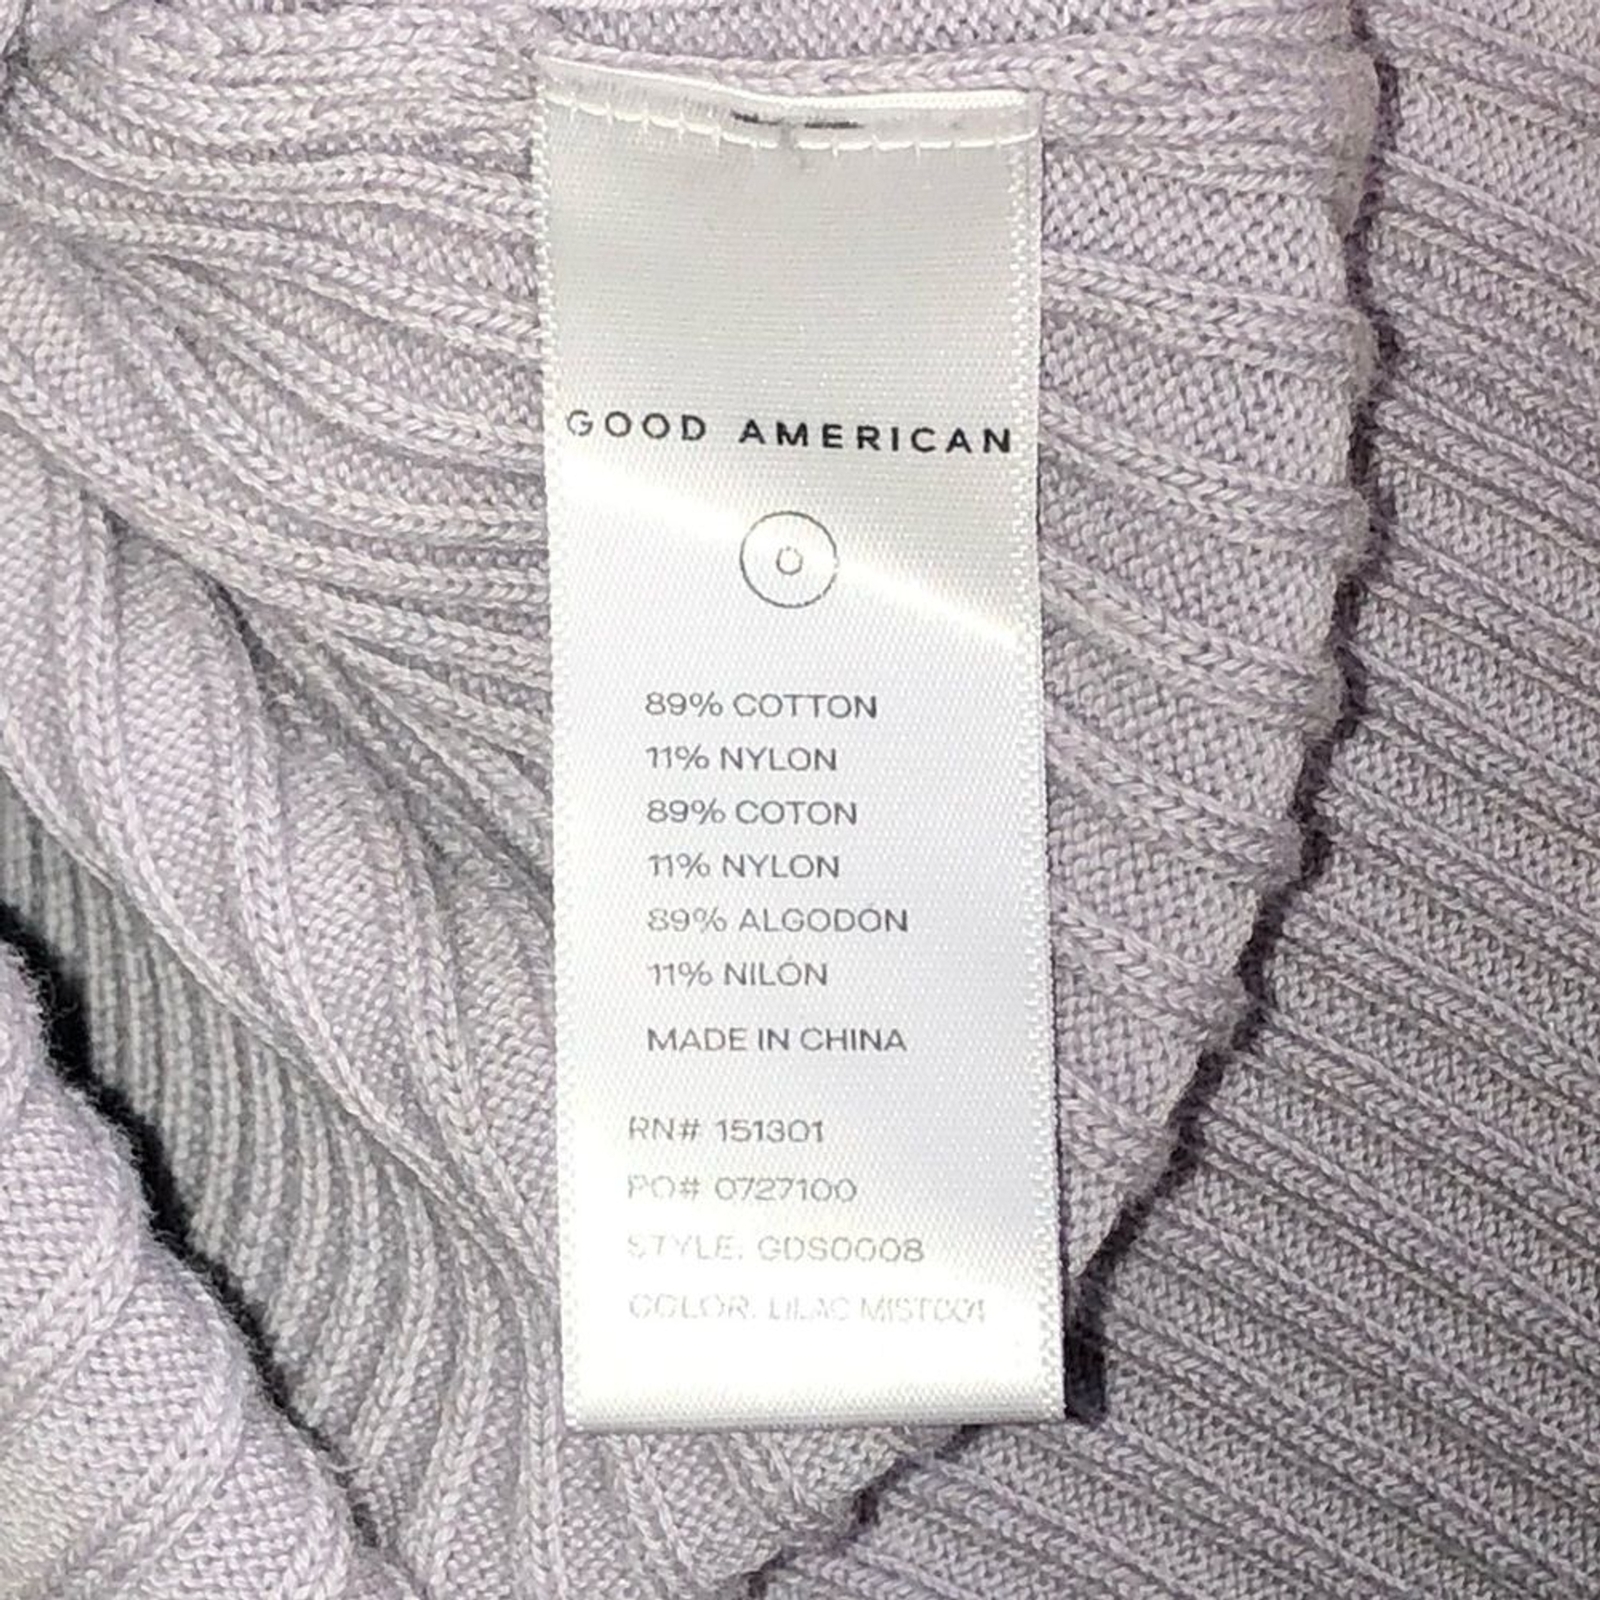 GOOD AMERICAN
0
89% COTTON
11% NYLON
89% COTON
11% NYLON
89% ALGODÓN
11% NILÓN
MADE IN CHINA
RN# 151301
PO# 0727100
STYLE: GDS0008
COLOR: LILAC MIST001